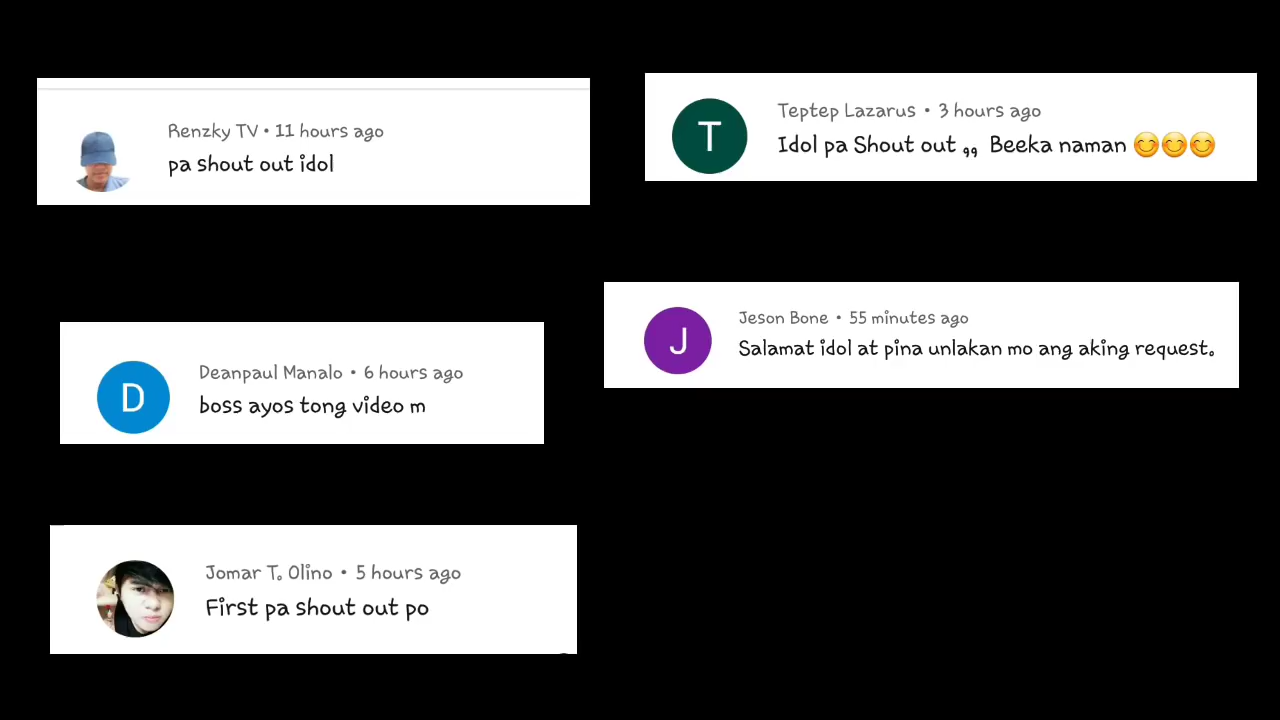 Renzky TV • 11 hours ago
pa shout out idol
Teptep Lazarus • 3 hours ago
T
Idol pa Shout out ,, Beeka naman 😊😊😊
Jeson Bone • 55 minutes ago
J
Salamat idol at pina unlakan mo ang aking request.
Deanpaul Manalo • 6 hours ago
D
boss ayos tong video m
Jomar T. Olino • 5 hours ago
First pa shout out po